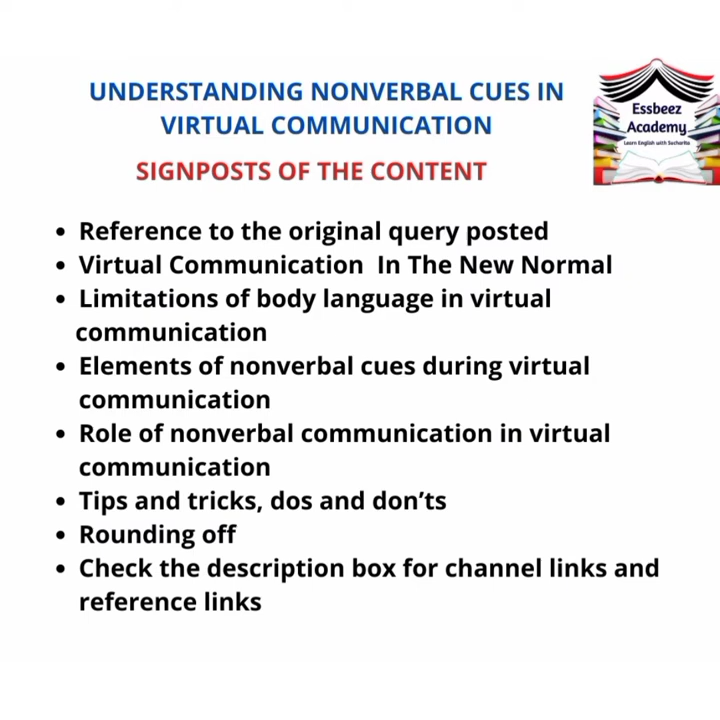 UNDERSTANDING NONVERBAL CUES IN
VIRTUAL COMMUNICATION
SIGNPOSTS OF THE CONTENT
Essbeez
Academy
Learn English with Sucharita
• Reference to the original query posted
• Virtual Communication In The New Normal
• Limitations of body language in virtual
communication
• Elements of nonverbal cues during virtual
communication
• Role of nonverbal communication in virtual
communication
• Tips and tricks, dos and don’ts
• Rounding off
• Check the description box for channel links and
reference links